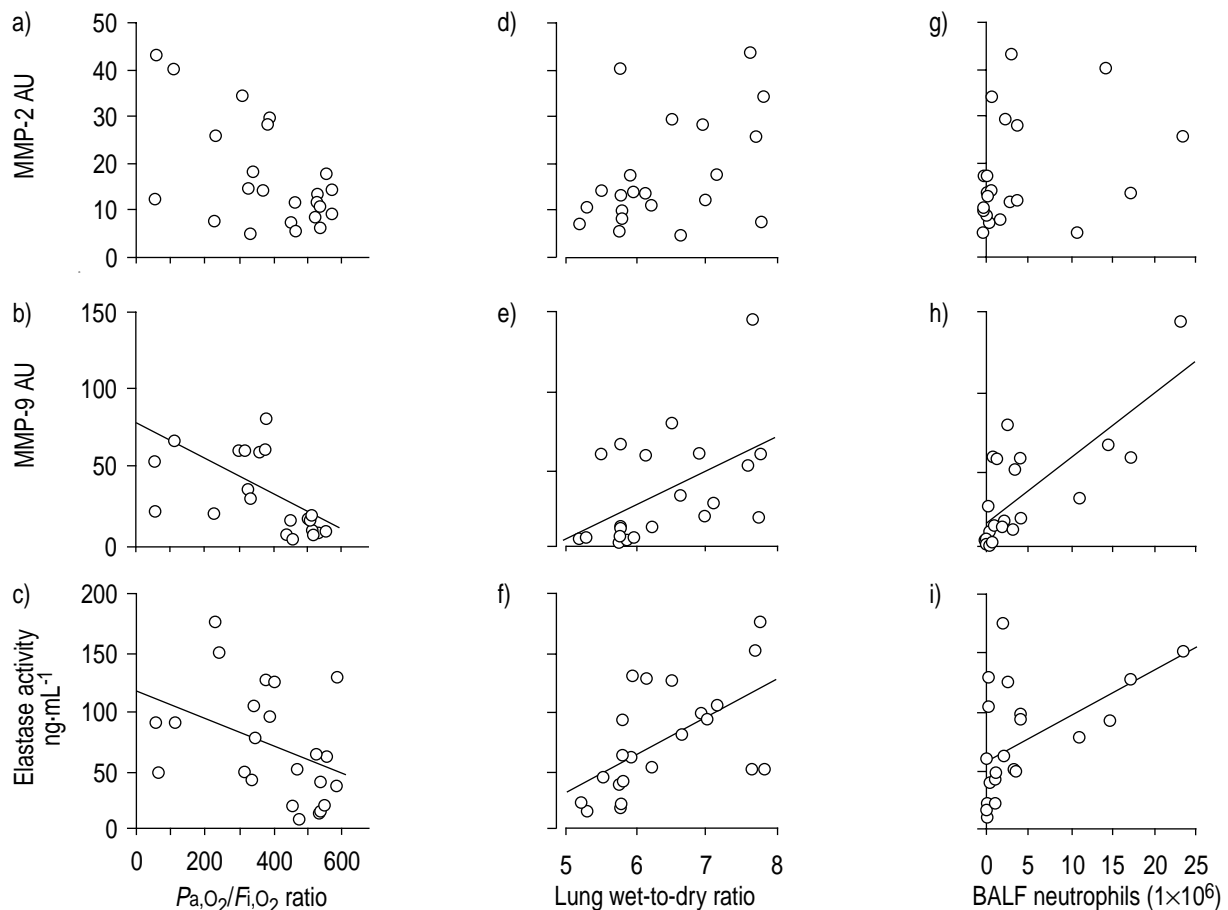 a)
d)
g)
MMP-2 AU
50
40
30
20
10
0
b)
e)
h)
MMP-9 AU
150
100
50
0
c)
f)
i)
Elastase activity
ng·mL-1
200
150
100
50
0
0 200 400 600
5 6 7 8
0 5 10 15 20 25
Pa,O2/Fi,O2 ratio
Lung wet-to-dry ratio
BALF neutrophils (1×10⁶)